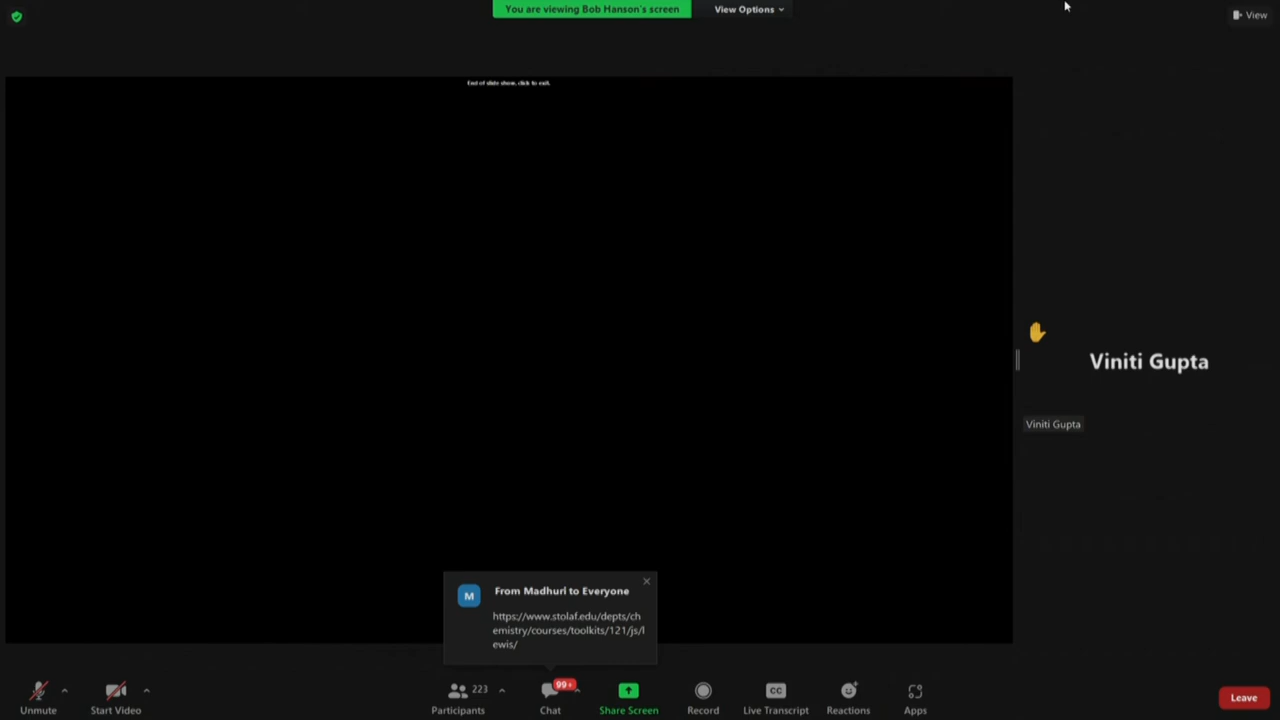 You are viewing Bob Hanson's screen
View Options
View
End of slide show, click to exit.
Viniti Gupta
Viniti Gupta
M
From Madhuri to Everyone
https://www.stolaf.edu/depts/ch
emistry/courses/toolkits/121/js/l
ewis/
223
99+
CC
Unmute
Start Video
Participants
Chat
Share Screen
Record
Live Transcript
Reactions
Apps
Leave